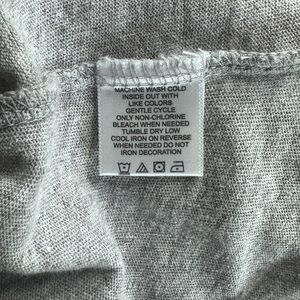 MACHINE WASH COLD
INSIDE OUT WITH
LIKE COLORS
GENTLE CYCLE
ONLY NON-CHLORINE
BLEACH WHEN NEEDED
TUMBLE DRY LOW
COOL IRON ON REVERSE
WHEN NEEDED DO NOT
IRON DECORATION